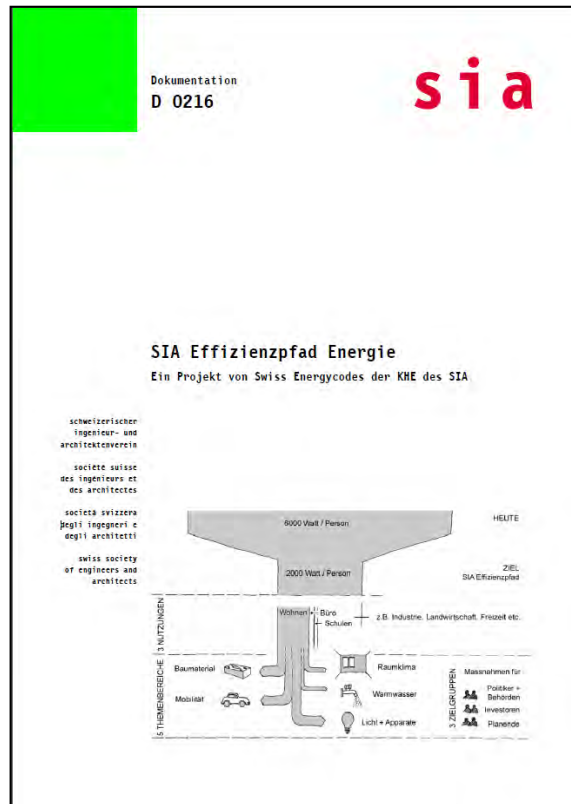 Dokumentation
D 0216
sia
SIA Effizienzpfad Energie
Ein Projekt von Swiss Energycodes der KHE des SIA
schweizerischer
ingenieur- und
architektenverein
société suisse
des ingénieurs et
des architectes
società svizzera
degli ingegneri e
degli architetti
swiss society
of engineers and
architects
6000 Watt / Person
HEUTE
2000 Watt / Person
ZIEL
SIA Effizienzpfad
3 NUTZUNGEN
Wohnen
Büro
Schulen
z.B. Industrie, Landwirtschaft, Freizeit etc.
5 THEMENBEREICHE
Baumaterial
Mobilität
Raumklima
Warmwasser
Licht + Apparate
3 ZIELGRUPPEN
Massnahmen für
Politiker +
Behörden
Investoren
Planende